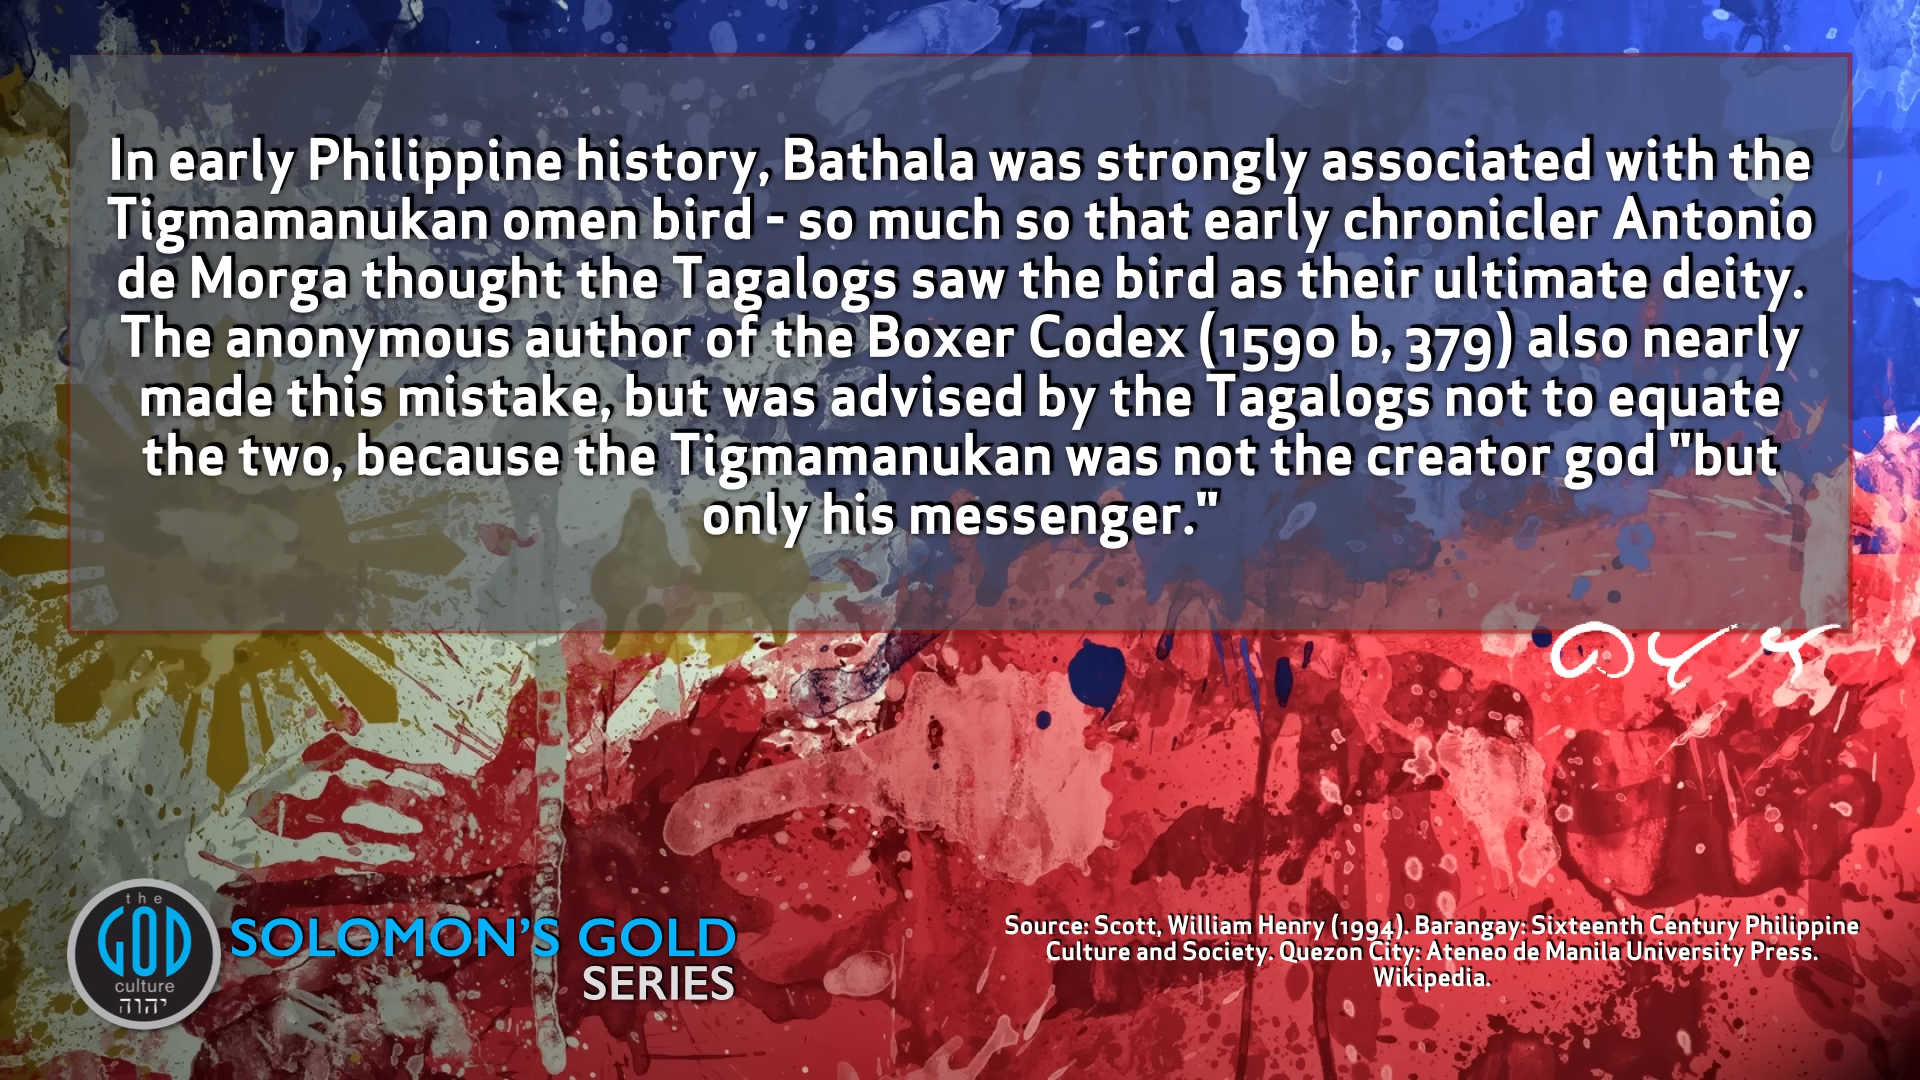 In early Philippine history, Bathala was strongly associated with the
Tigmamanukan omen bird - so much so that early chronicler Antonio
de Morga thought the Tagalogs saw the bird as their ultimate deity.
The anonymous author of the Boxer Codex (1590 b, 379) also nearly
made this mistake, but was advised by the Tagalogs not to equate
the two, because the Tigmamanukan was not the creator god "but
only his messenger."
the
GOD
culture
יהוה
SOLOMON'S GOLD
SERIES
Source: Scott, William Henry (1994). Barangay: Sixteenth Century Philippine
Culture and Society. Quezon City: Ateneo de Manila University Press.
Wikipedia.